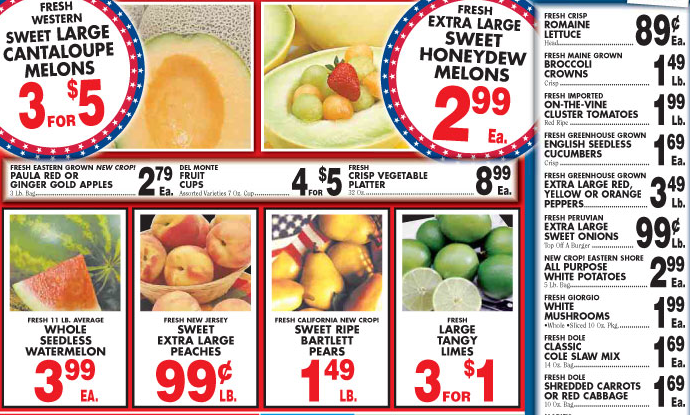 FRESH
WESTERN
SWEET LARGE
CANTALOUPE
MELONS
3 FOR $5
FRESH
EXTRA LARGE
SWEET
HONEYDEW
MELONS
2.99
Ea.
FRESH EASTERN GROWN NEW CROP!
PAULA RED OR
GINGER GOLD APPLES
3 Lb. Bag
2.79 Ea.
DEL MONTE
FRUIT
CUPS
Assorted Varieties 7 Oz. Cup
4 FOR $5
FRESH
CRISP VEGETABLE
PLATTER
32 Oz.
8.99 Ea.
FRESH 11 LB. AVERAGE
WHOLE
SEEDLESS
WATERMELON
3.99 EA.
FRESH NEW JERSEY
SWEET
EXTRA LARGE
PEACHES
99¢ LB.
FRESH CALIFORNIA NEW CROP!
SWEET RIPE
BARTLETT
PEARS
1.49 LB.
FRESH
LARGE
TANGY
LIMES
3 FOR $1
FRESH CRISP
ROMAINE
LETTUCE
Head
89¢ Ea.
FRESH MAINE GROWN
BROCCOLI
CROWNS
Crisp
1.49 Lb.
FRESH IMPORTED
ON-THE-VINE
CLUSTER TOMATOES
Red Ripe
1.99 Lb.
FRESH GREENHOUSE GROWN
ENGLISH SEEDLESS
CUCUMBERS
Crisp
1.69 Ea.
FRESH GREENHOUSE GROWN
EXTRA LARGE RED,
YELLOW OR ORANGE
PEPPERS
3.49 Lb.
FRESH PERUVIAN
EXTRA LARGE
SWEET ONIONS
Top Off A Burger
99¢ Lb.
NEW CROP! EASTERN SHORE
ALL PURPOSE
WHITE POTATOES
5 Lb. Bag
2.99 Ea.
FRESH GIORGIO
WHITE
MUSHROOMS
•Whole •Sliced 10 Oz. Pkg.
1.99 Ea.
FRESH DOLE
CLASSIC
COLE SLAW MIX
14 Oz. Bag
1.69 Ea.
FRESH DOLE
SHREDDED CARROTS
OR RED CABBAGE
10 Oz. Bag
1.69 Ea.